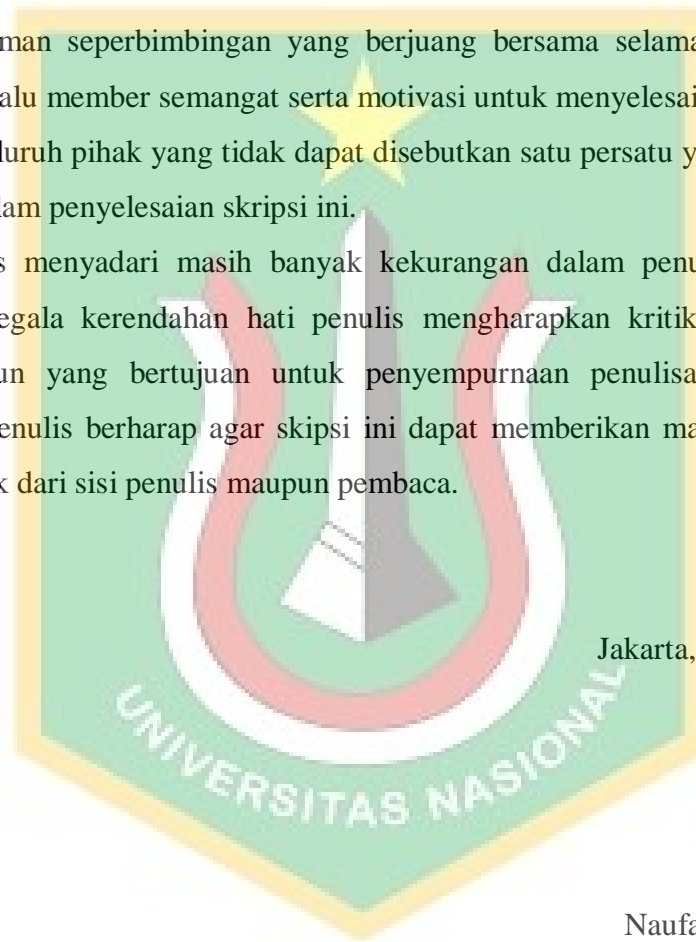 man seperbimbingan yang berjuang bersama selama
alu member semangat serta motivasi untuk menyelesai
luruh pihak yang tidak dapat disebutkan satu persatu y
lam penyelesaian skripsi ini.
s menyadari masih banyak kekurangan dalam penu
egala kerendahan hati penulis mengharapkan kritik
un yang bertujuan untuk penyempurnaan penulisa
enulis berharap agar skipsi ini dapat memberikan ma
k dari sisi penulis maupun pembaca.
Jakarta,
UNIVERSITAS NASIONAL
Naufa